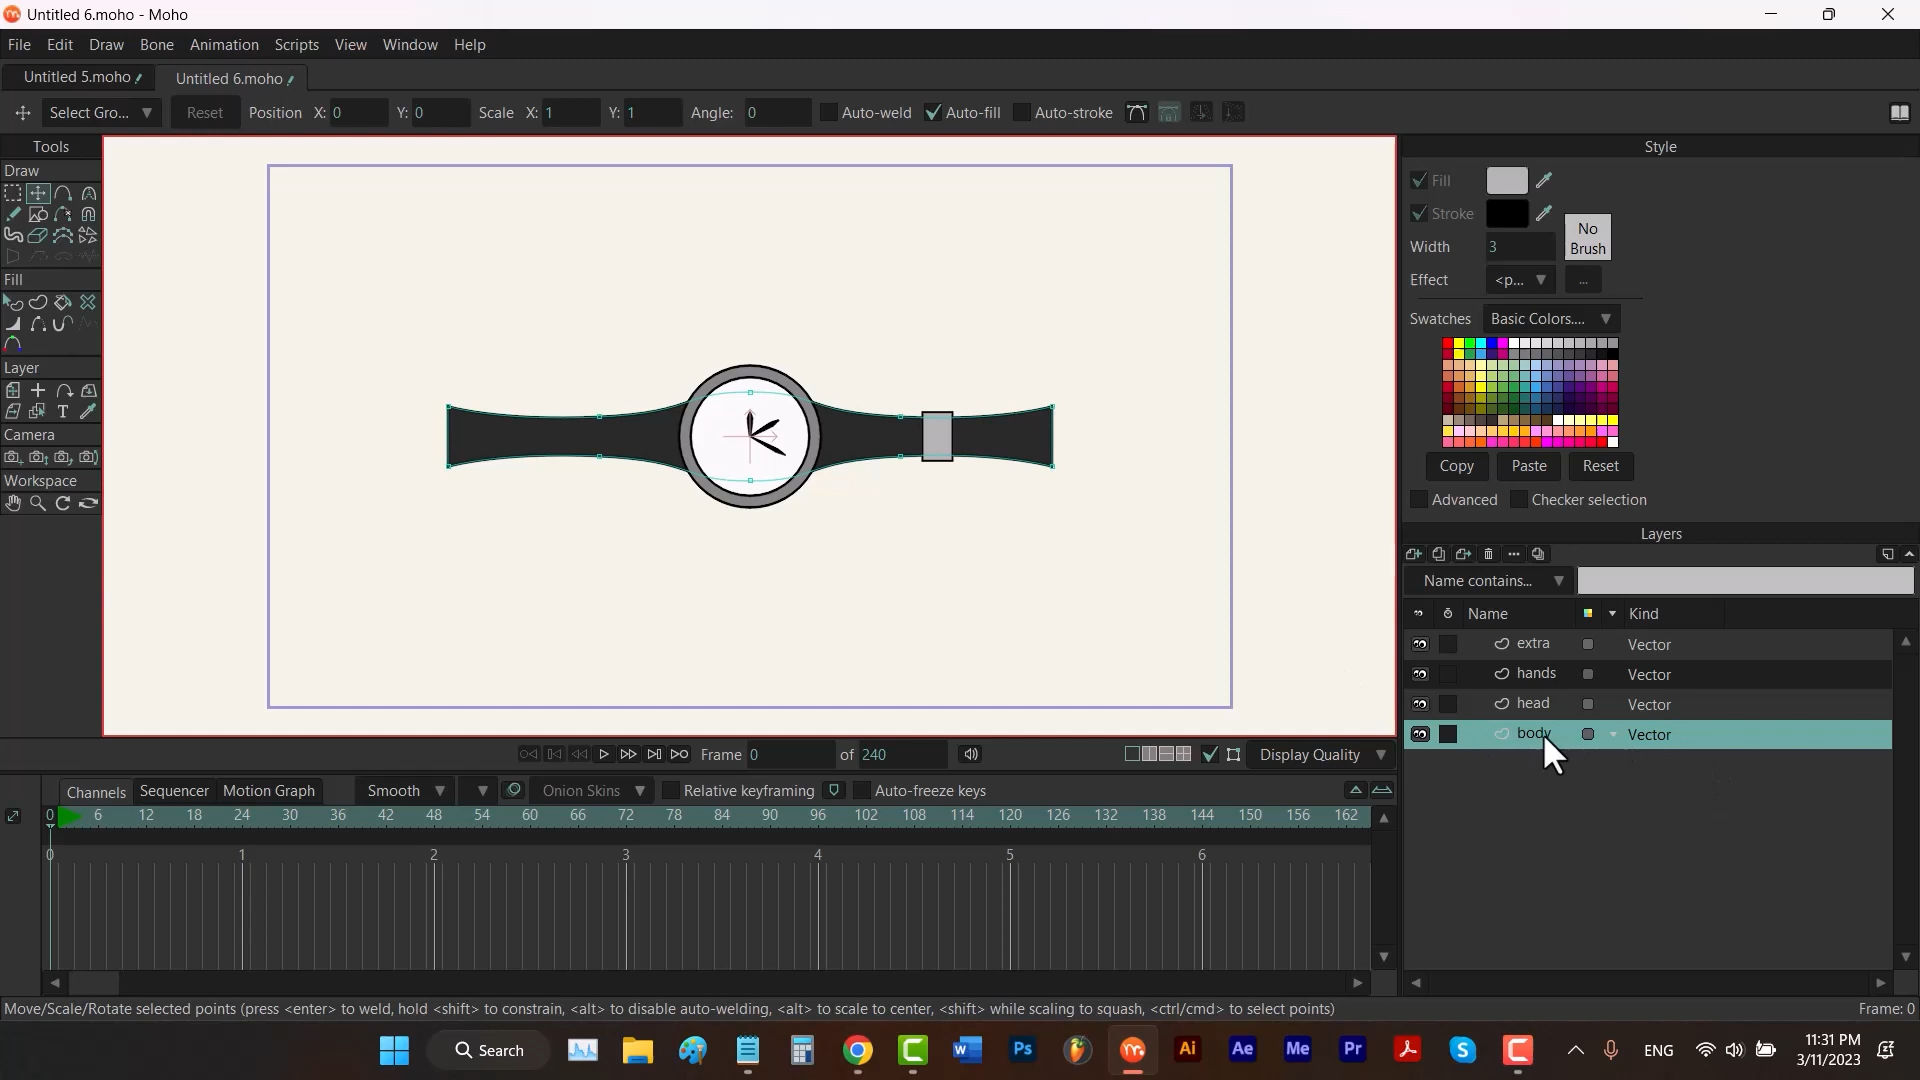 Untitled 6.moho - Moho
File Edit Draw Bone Animation Scripts View Window Help
Untitled 5.moho Untitled 6.moho
Select Gro... Reset Position X: 0 Y: 0 Scale X: 1 Y: 1 Angle: 0 Auto-weld Auto-fill Auto-stroke
Tools
Draw
Fill
Layer
Camera
Workspace
Style
Fill
Stroke
No
Brush
Width 3
Effect <p... ...
Swatches Basic Colors....
Copy Paste Reset
Advanced Checker selection
Layers
Name contains...
Name Kind
extra Vector
hands Vector
head Vector
body Vector
Frame 0 of 240 Display Quality
Channels Sequencer Motion Graph Smooth Onion Skins Relative keyframing Auto-freeze keys
0 6 12 18 24 30 36 42 48 54 60 66 72 78 84 90 96 102 108 114 120 126 132 138 144 150 156 162
0 1 2 3 4 5 6
Move/Scale/Rotate selected points (press <enter> to weld, hold <shift> to constrain, <alt> to disable auto-welding, <alt> to scale to center, <shift> while scaling to squash, <ctrl/cmd> to select points) Frame: 0
Search
W Ps Ai Ae Me Pr S C
ENG
11:31 PM
3/11/2023